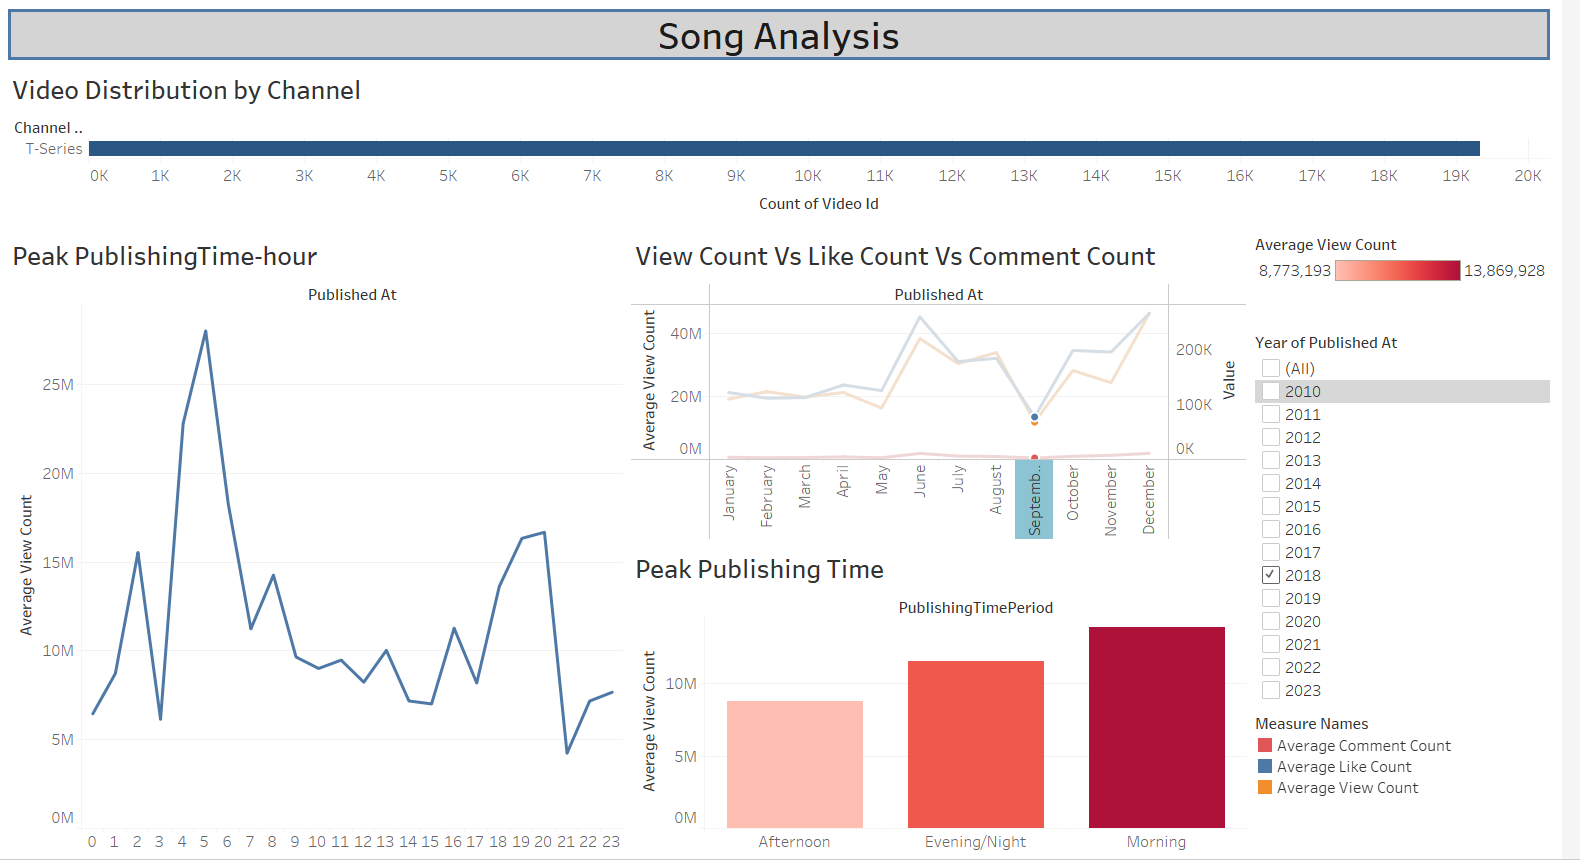 Song Analysis
Video Distribution by Channel
Channel ..
T-Series
0K 1K 2K 3K 4K 5K 6K 7K 8K 9K 10K 11K 12K 13K 14K 15K 16K 17K 18K 19K 20K
Count of Video Id
Peak PublishingTime-hour
Published At
Average View Count
25M
20M
15M
10M
5M
0M
0 1 2 3 4 5 6 7 8 9 10 11 12 13 14 15 16 17 18 19 20 21 22 23
View Count Vs Like Count Vs Comment Count
Published At
Average View Count
40M
20M
0M
200K
100K
0K
Value
January
February
March
April
May
June
July
August
Septemb..
October
November
December
Peak Publishing Time
PublishingTimePeriod
Average View Count
10M
5M
0M
Afternoon Evening/Night Morning
Average View Count
8,773,193 13,869,928
Year of Published At
(All)
2010
2011
2012
2013
2014
2015
2016
2017
2018
2019
2020
2021
2022
2023
Measure Names
Average Comment Count
Average Like Count
Average View Count